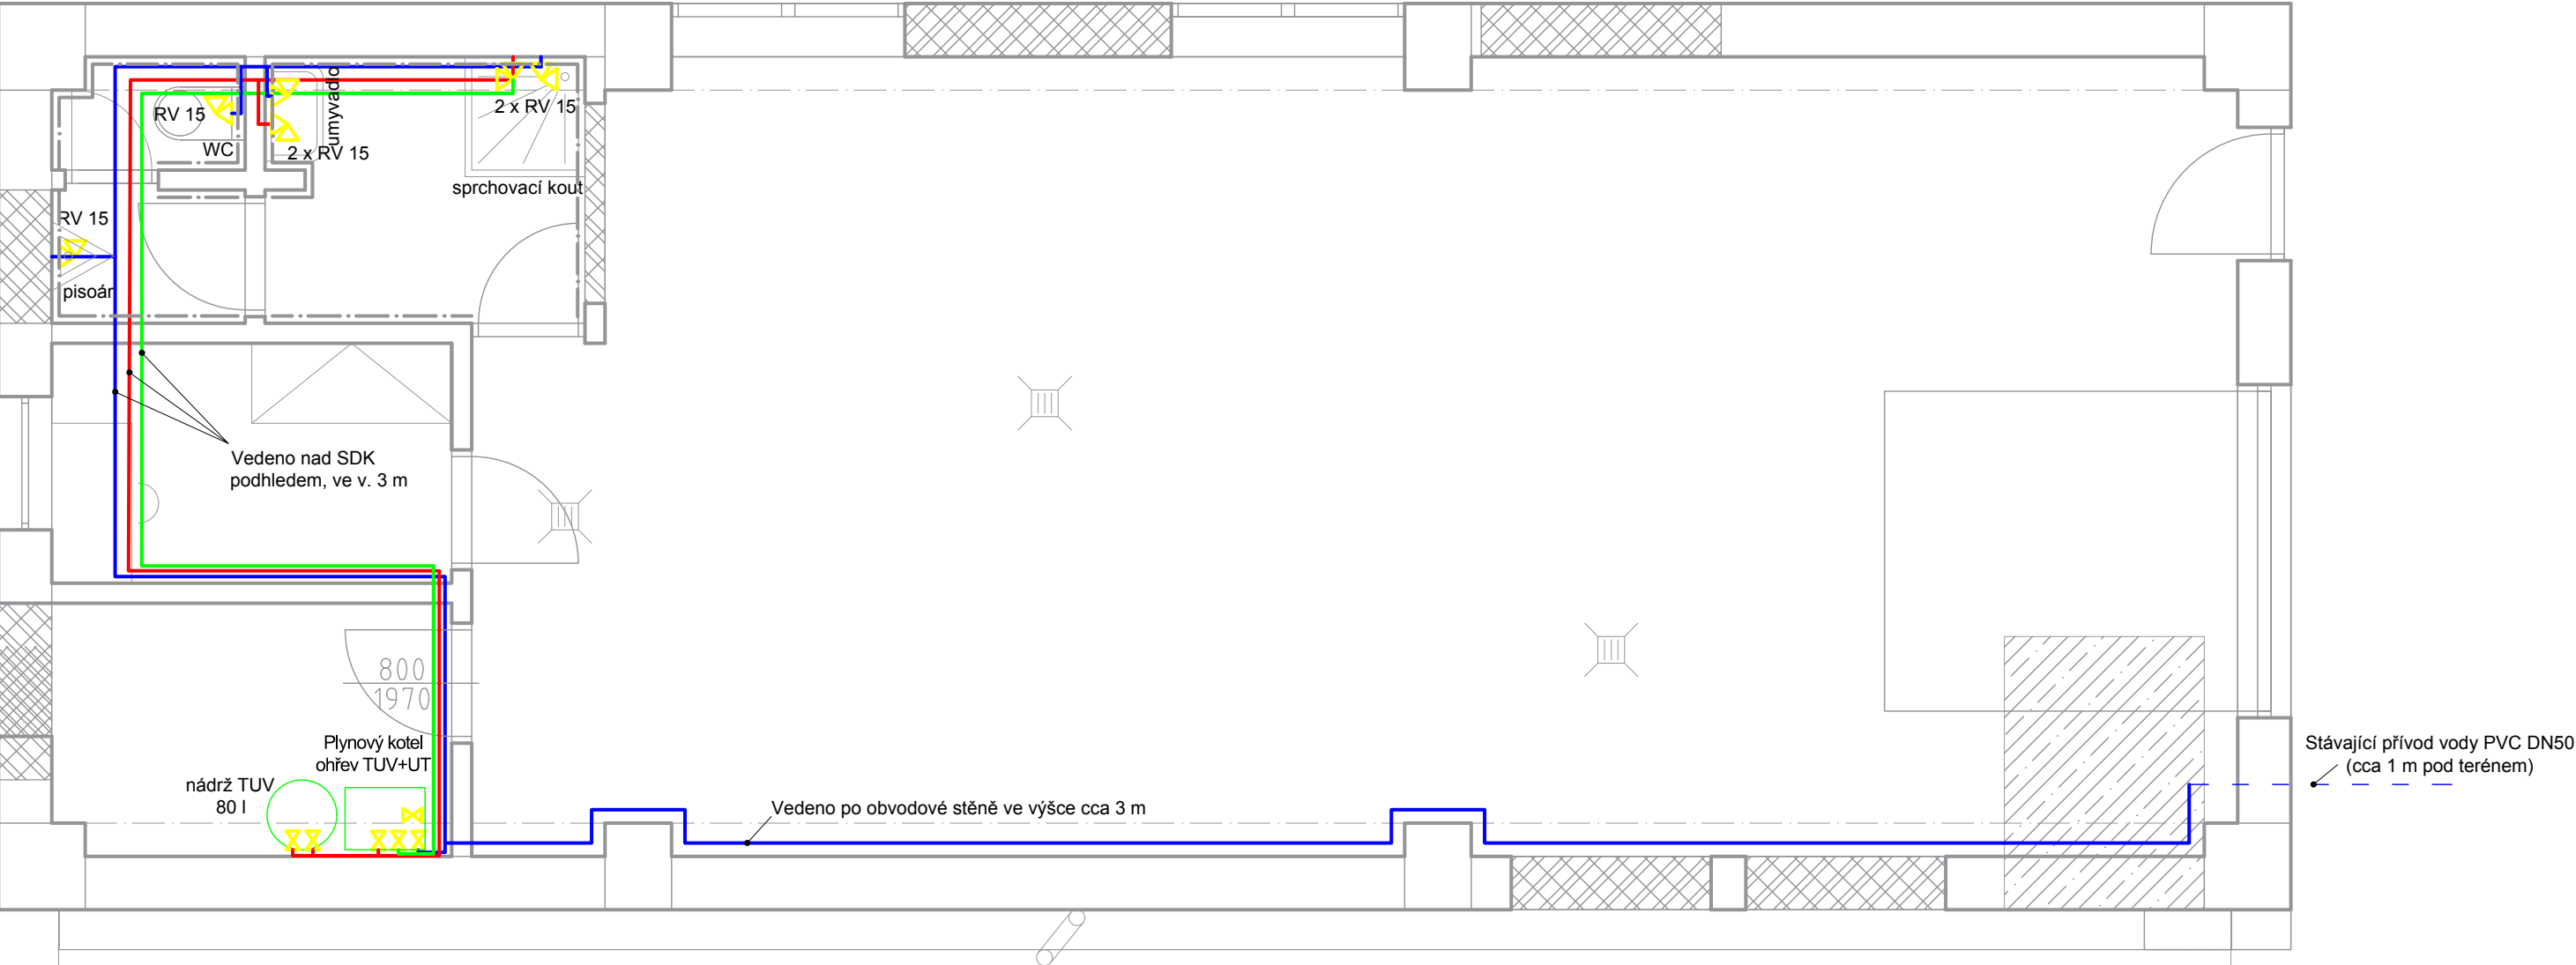 RV 15
WC
umyvadlo
2 x RV 15
2 x RV 15
sprchovací kout
RV 15
pisoár
Vedeno nad SDK
podhledem, ve v. 3 m
800
1970
Plynový kotel
ohřev TUV+UT
nádrž TUV
80 l
Vedeno po obvodové stěně ve výšce cca 3 m
Stávající přívod vody PVC DN50
(cca 1 m pod terénem)